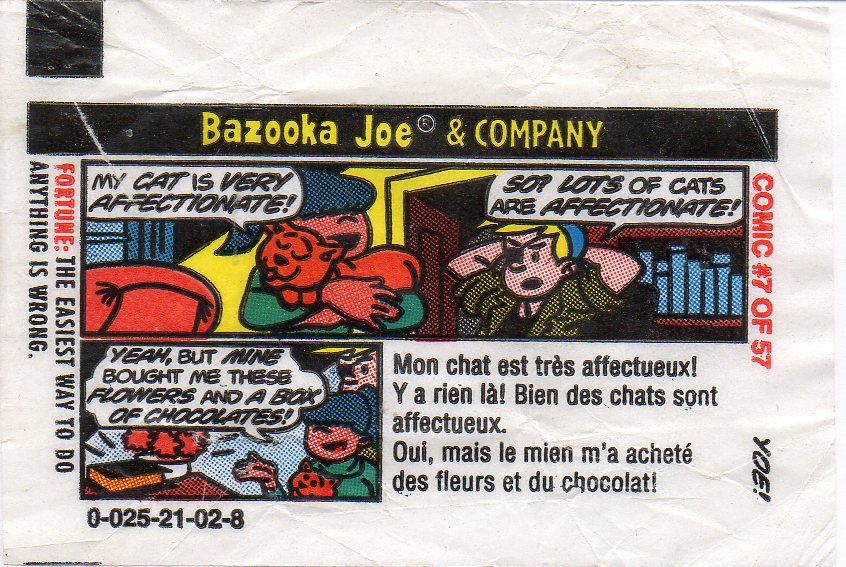 Bazooka Joe® & COMPANY
MY CAT IS VERY
AFFECTIONATE!
SO? LOTS OF CATS
ARE AFFECTIONATE!
YEAH, BUT MINE
BOUGHT ME THESE
FLOWERS AND A BOX
OF CHOCOLATES!
Mon chat est très affectueux!
Y a rien là! Bien des chats sont
affectueux.
Oui, mais le mien m'a acheté
des fleurs et du chocolat!
FORTUNE: THE EASIEST WAY TO DO
ANYTHING IS WRONG.
COMIC #7 OF 57
YOE!
0-025-21-02-8